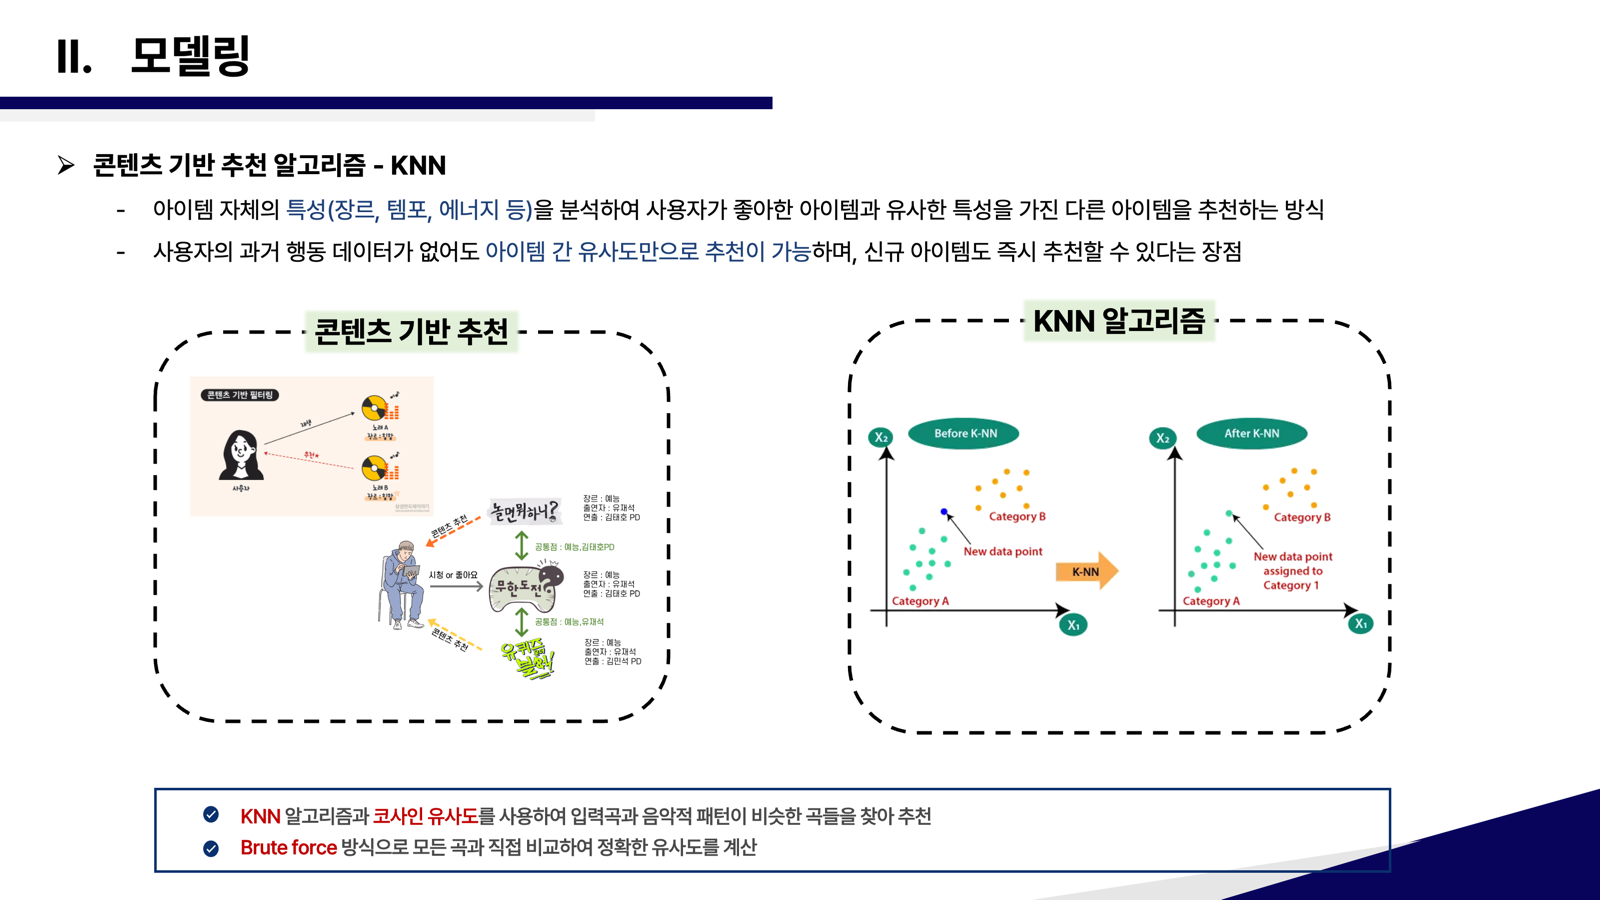 II. 모델링
콘텐츠 기반 추천 알고리즘 - KNN
- 아이템 자체의 특성(장르, 템포, 에너지 등)을 분석하여 사용자가 좋아한 아이템과 유사한 특성을 가진 다른 아이템을 추천하는 방식
- 사용자의 과거 행동 데이터가 없어도 아이템 간 유사도만으로 추천이 가능하며, 신규 아이템도 즉시 추천할 수 있다는 장점
콘텐츠 기반 추천
콘텐츠 기반 필터링
재생
노래 A
장르 : 힙합
추천★
사용자
노래 B
장르 : 힙합
놀면뭐하니?
장르 : 예능
출연자 : 유재석
연출 : 김태호 PD
콘텐츠 추천
공통점 : 예능,김태호PD
시청 or 좋아요
무한도전
장르 : 예능
출연자 : 유재석
연출 : 김태호 PD
공통점 : 예능,유재석
콘텐츠 추천
유퀴즈
온더
블럭!
장르 : 예능
출연자 : 유재석
연출 : 김민석 PD
KNN 알고리즘
X₂
Before K-NN
Category B
New data point
Category A
X₁
K-NN
X₂
After K-NN
Category B
New data point
assigned to
Category 1
Category A
X₁
KNN 알고리즘과 코사인 유사도를 사용하여 입력곡과 음악적 패턴이 비슷한 곡들을 찾아 추천
Brute force 방식으로 모든 곡과 직접 비교하여 정확한 유사도를 계산